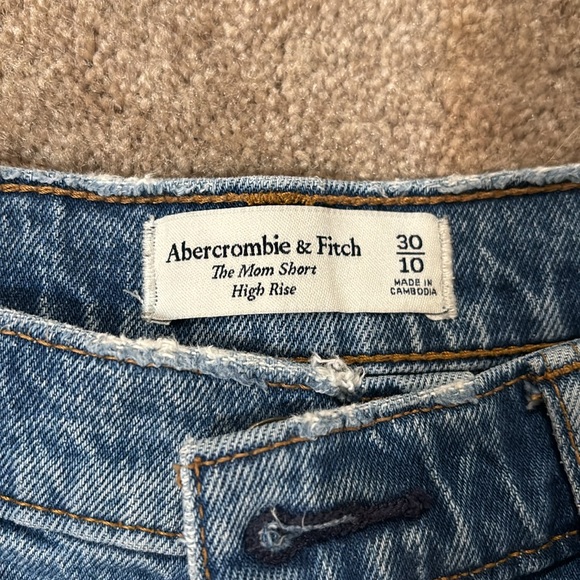 Abercrombie & Fitch
The Mom Short
High Rise
30
10
MADE IN
CAMBODIA